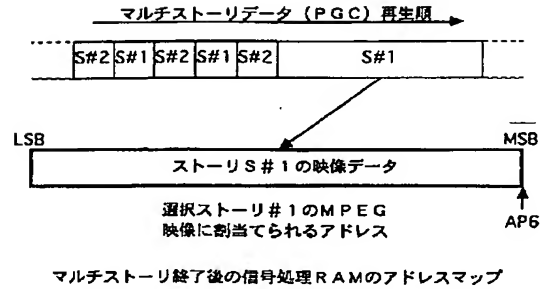 マルチストーリデータ（PGC）再生順
S#2 S#1 S#2 S#1 S#2 S#1
LSB MSB
ストーリS＃1の映像データ
選択ストーリ＃1のMPEG
映像に割当てられるアドレス
AP6
マルチストーリ終了後の信号処理RAMのアドレスマップ